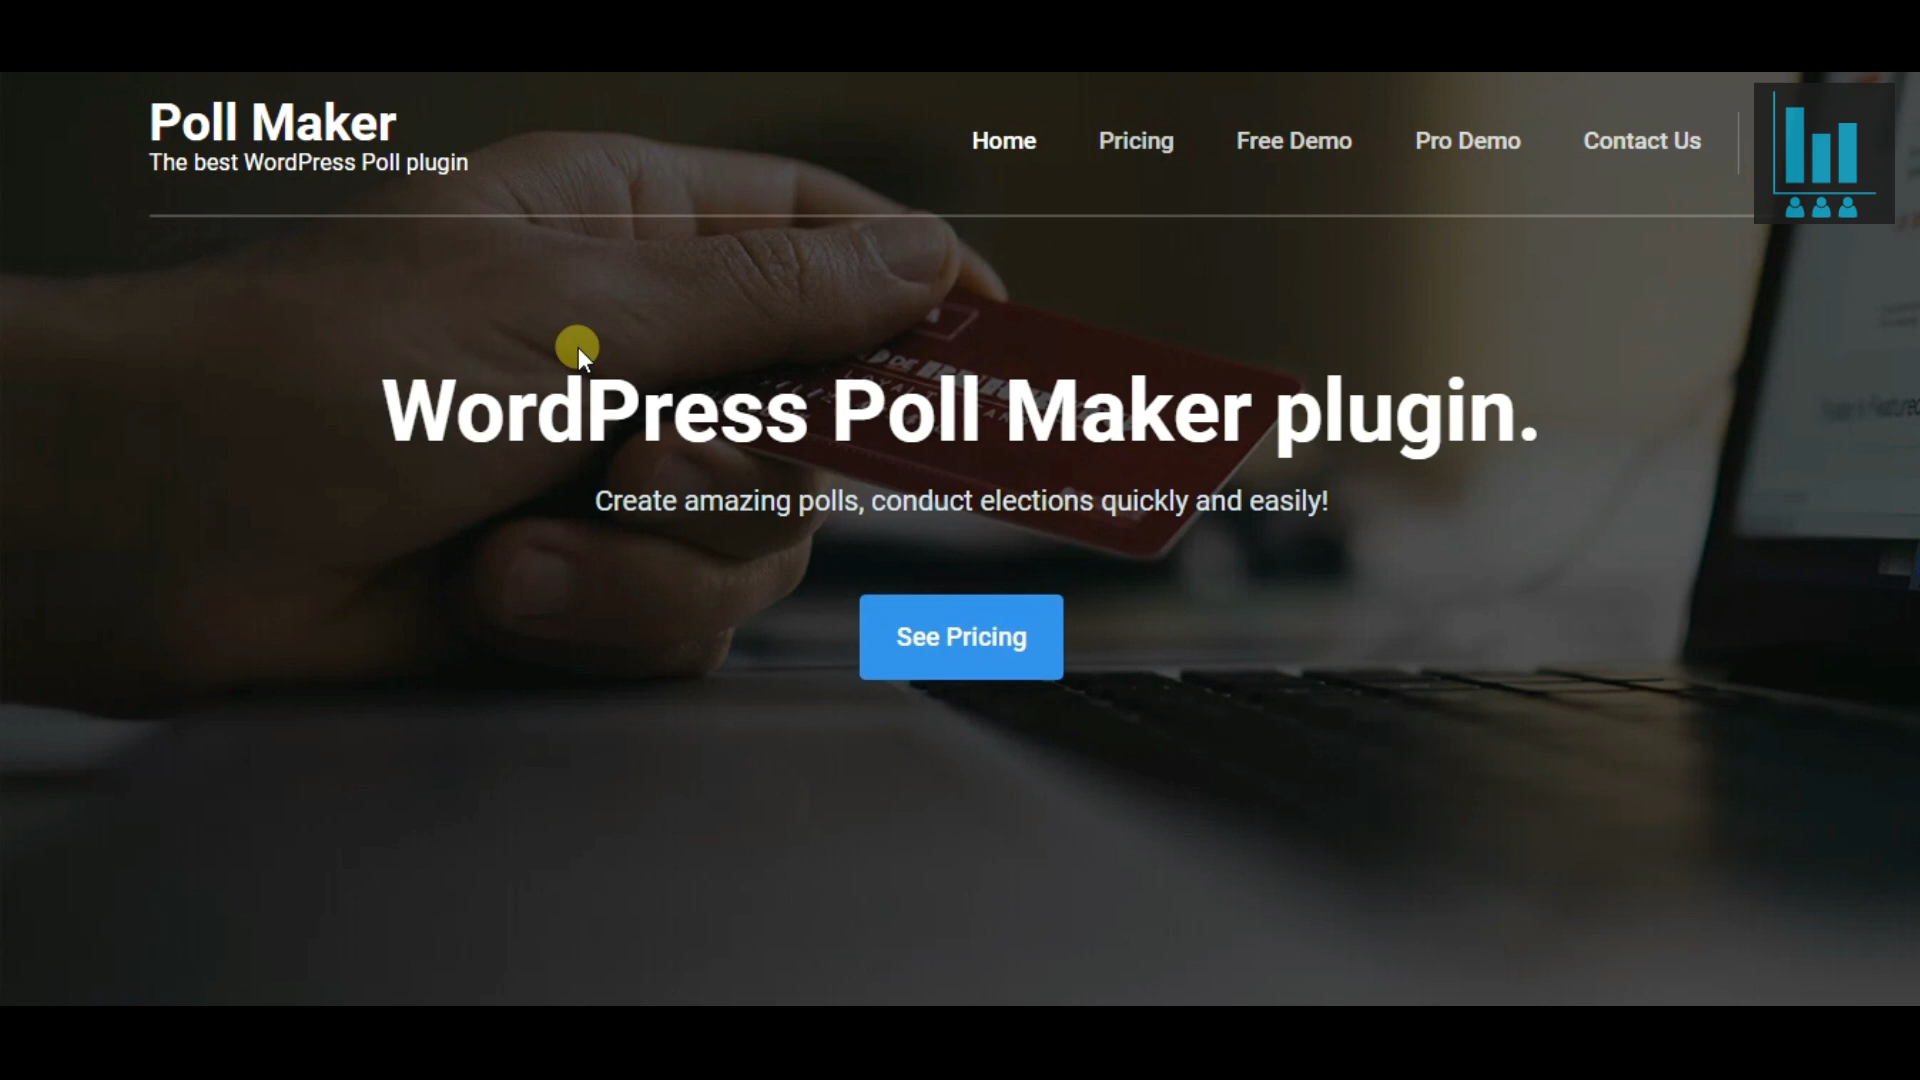 Poll Maker
The best WordPress Poll plugin
Home Pricing Free Demo Pro Demo Contact Us
WordPress Poll Maker plugin.
Create amazing polls, conduct elections quickly and easily!
See Pricing